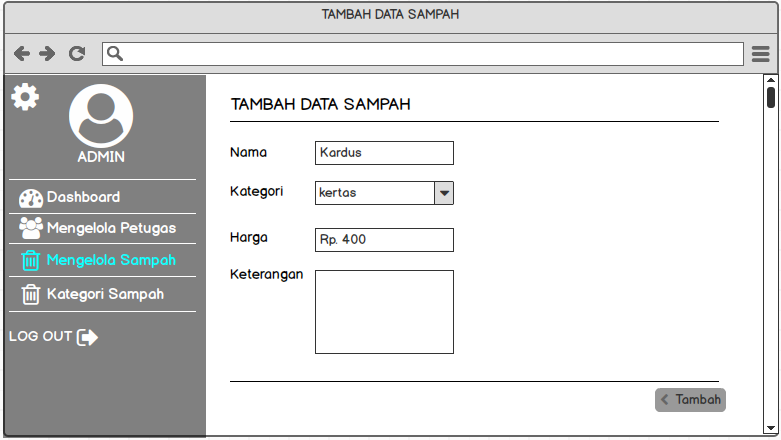 TAMBAH DATA SAMPAH
ADMIN
Dashboard
Mengelola Petugas
Mengelola Sampah
Kategori Sampah
LOG OUT
TAMBAH DATA SAMPAH
Nama Kardus
Kategori kertas
Harga Rp. 400
Keterangan
Tambah